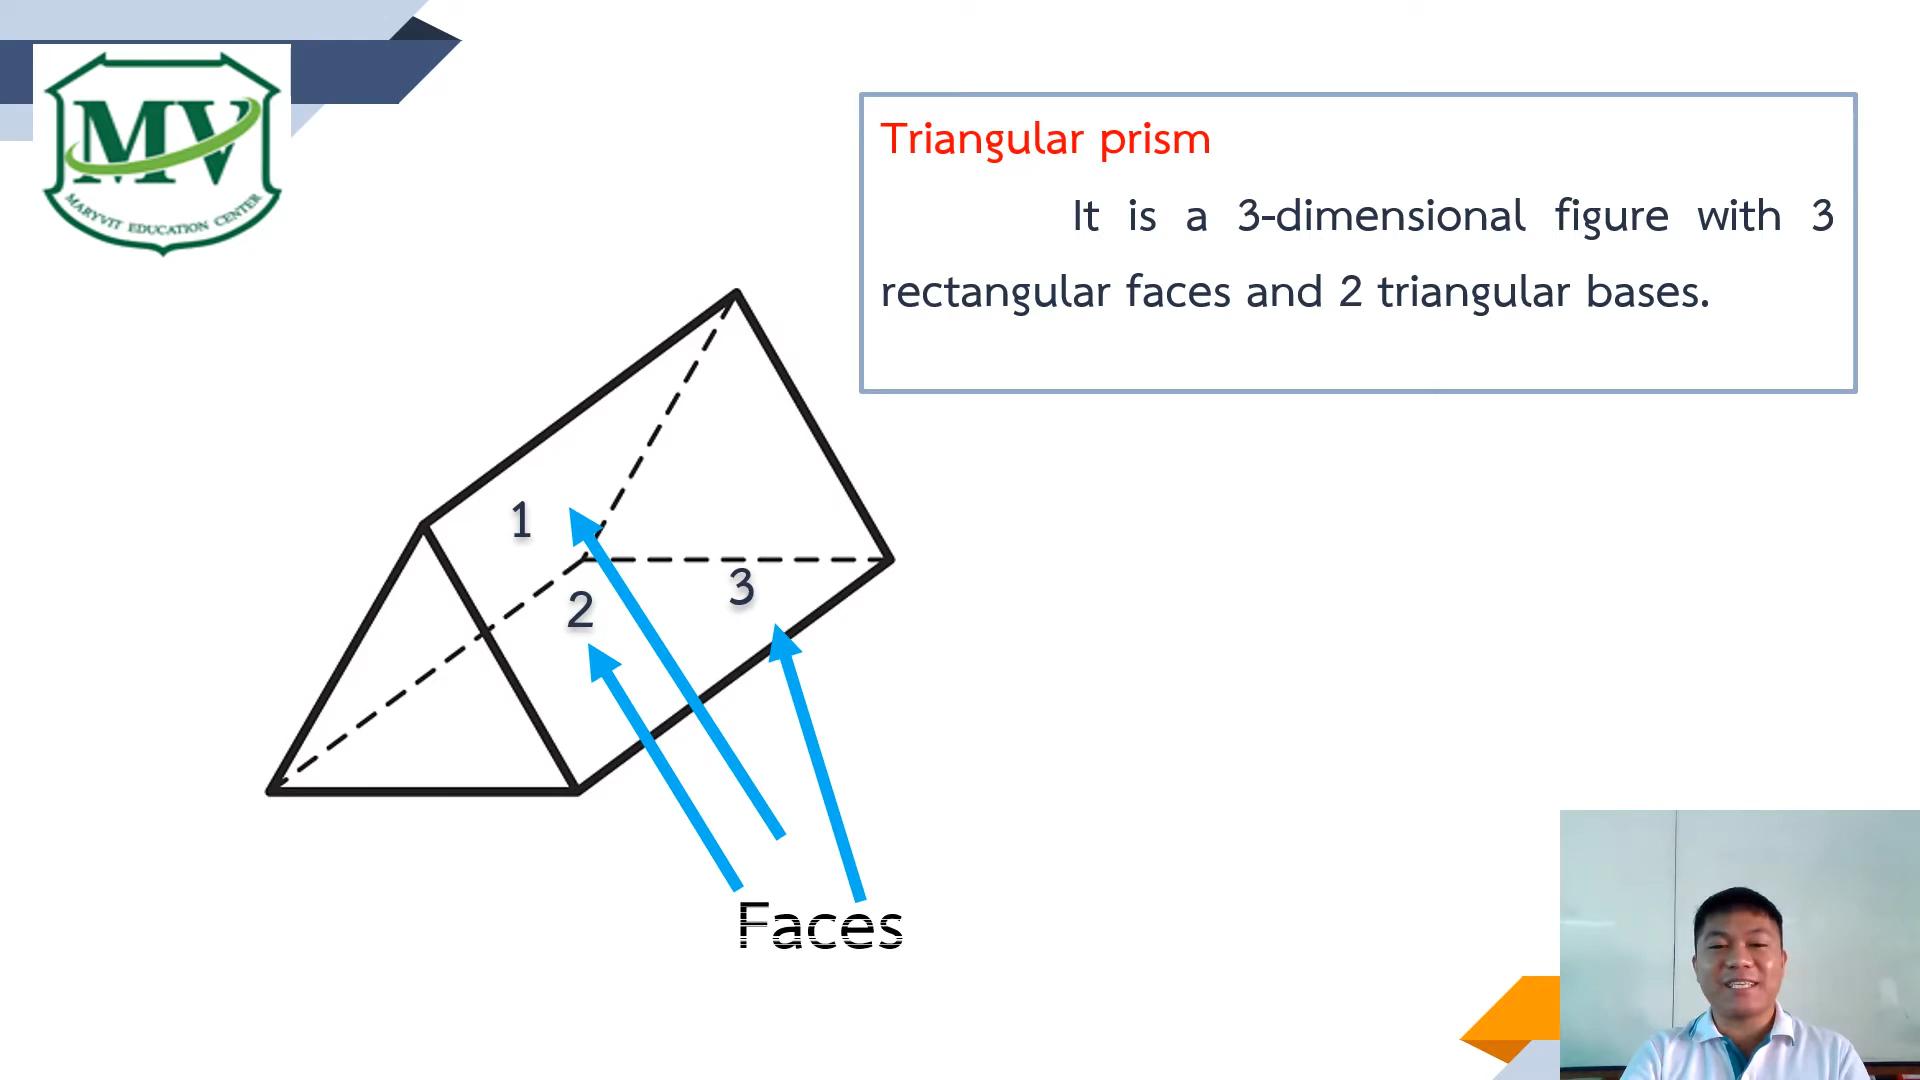 MV
MARYVIT EDUCATION CENTER
Triangular prism
It is a 3-dimensional figure with 3
rectangular faces and 2 triangular bases.
1
2
3
Faces